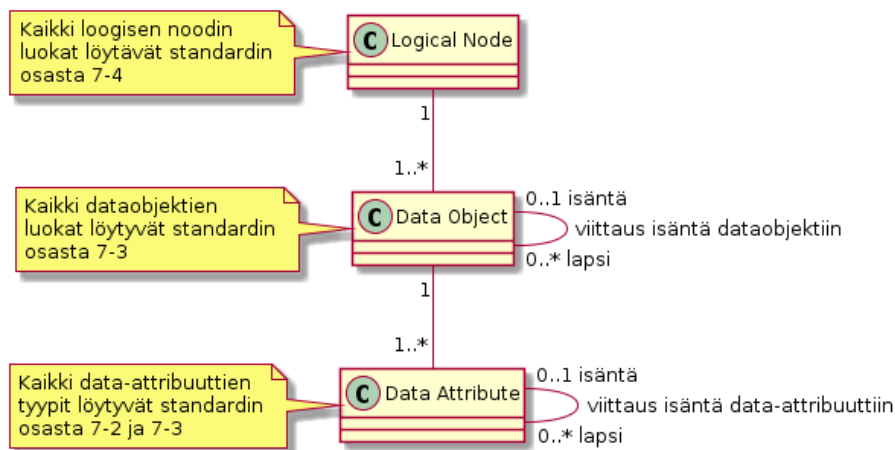 Kaikki loogisen noodin
luokat löytävät standardin
osasta 7-4
C Logical Node
1
1..*
Kaikki dataobjektien
luokat löytyvät standardin
osasta 7-3
C Data Object
0..1 isäntä
viittaus isäntä dataobjektiin
0..* lapsi
1
1..*
Kaikki data-attribuuttien
tyypit löytyvät standardin
osasta 7-2 ja 7-3
C Data Attribute
0..1 isäntä
viittaus isäntä data-attribuuttiin
0..* lapsi